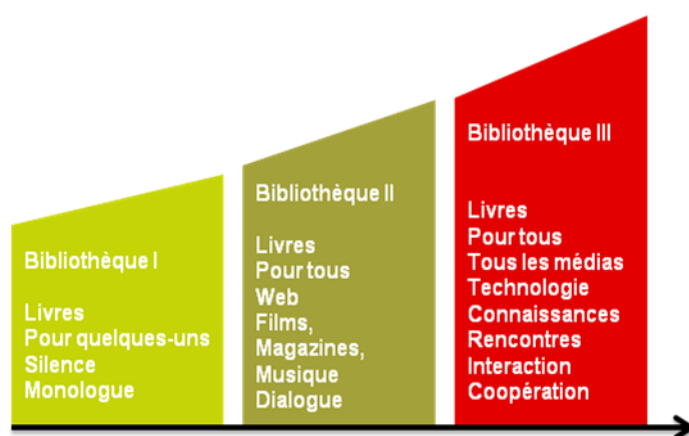 Bibliothèque I
Livres
Pour quelques-uns
Silence
Monologue
Bibliothèque II
Livres
Pour tous
Web
Films,
Magazines,
Musique
Dialogue
Bibliothèque III
Livres
Pour tous
Tous les médias
Technologie
Connaissances
Rencontres
Interaction
Coopération